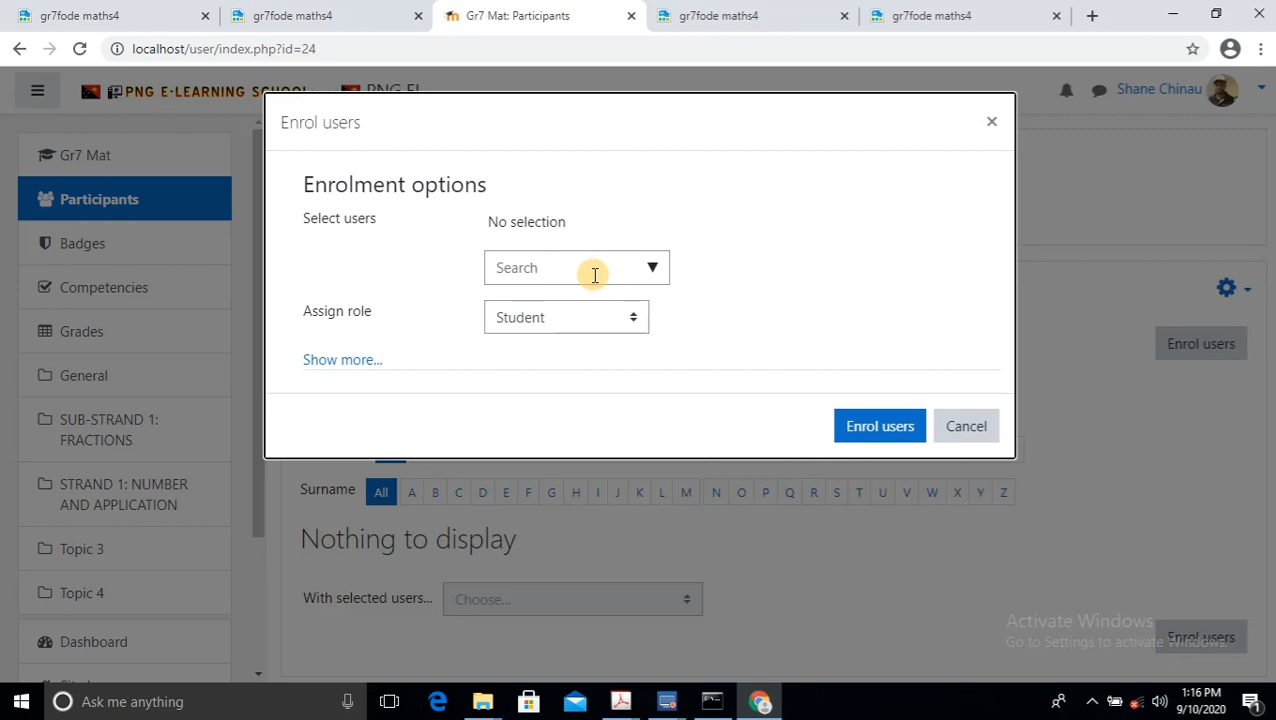 gr7fode maths4
gr7fode maths4
Gr7 Mat: Participants
gr7fode maths4
gr7fode maths4
localhost/user/index.php?id=24
PNG E-LEARNING SCHOO
Shane Chinau
Enrol users
Enrolment options
Select users
No selection
Search
Assign role
Student
Show more...
Enrol users
Cancel
Gr7 Mat
Participants
Badges
Competencies
Grades
General
SUB-STRAND 1:
FRACTIONS
STRAND 1: NUMBER
AND APPLICATION
Topic 3
Topic 4
Dashboard
Enrol users
Surname All A B C D E F G H I J K L M N O P Q R S T U V W X Y Z
Nothing to display
With selected users... Choose...
Enrol users
Activate Windows
Go to Settings to activate Windows.
Ask me anything
1:16 PM
9/10/2020
1